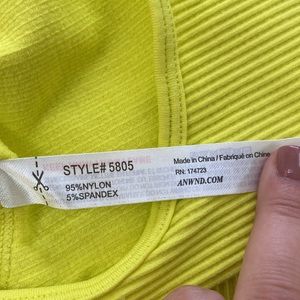 STYLE# 5805
95%NYLON
5%SPANDEX
Made in China / Fabriqué en Chine
RN: 174723
ANWND.COM